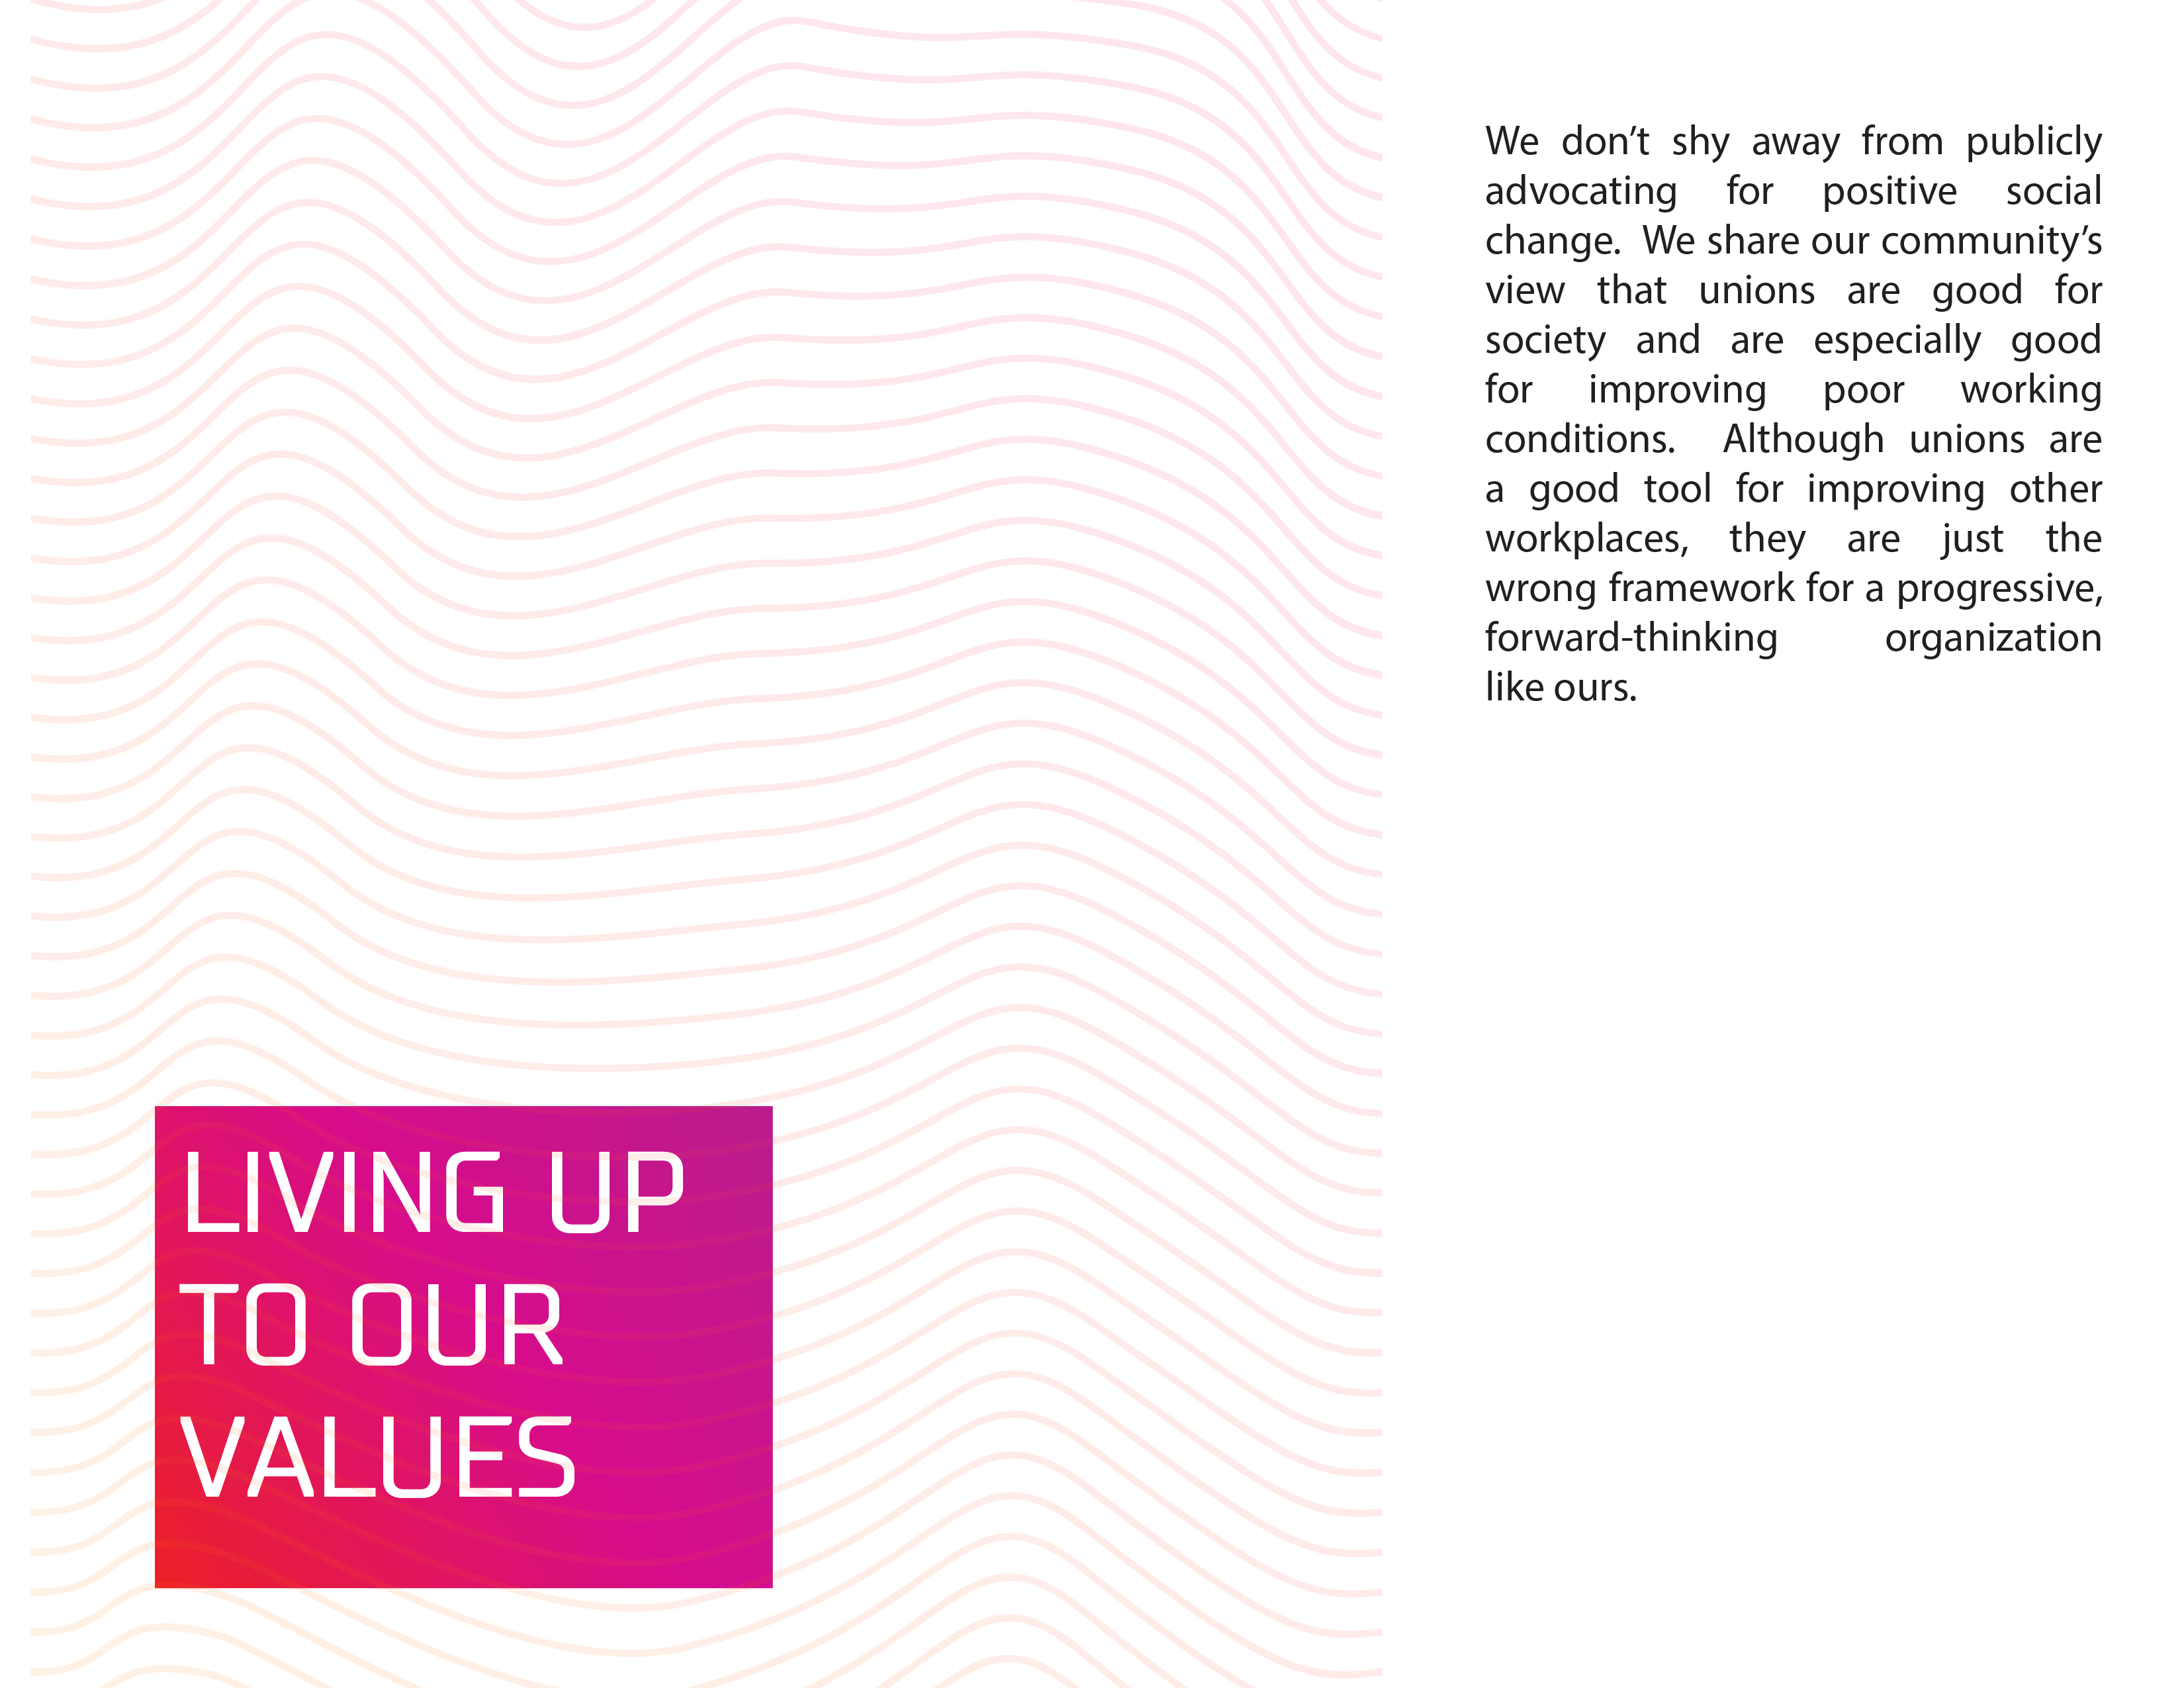 LIVING UP
TO OUR
VALUES
We don’t shy away from publicly
advocating for positive social
change.  We share our community’s
view that unions are good for
society and are especially good
for improving poor working
conditions.  Although unions are
a good tool for improving other
workplaces, they are just the
wrong framework for a progressive,
forward-thinking organization
like ours.